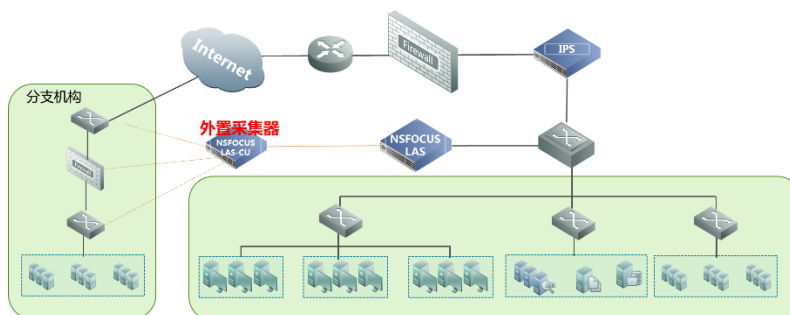 Internet
Firewall
IPS
分支机构
外置采集器
NSFOCUS
LAS-CU
NSFOCUS
LAS
Firewall